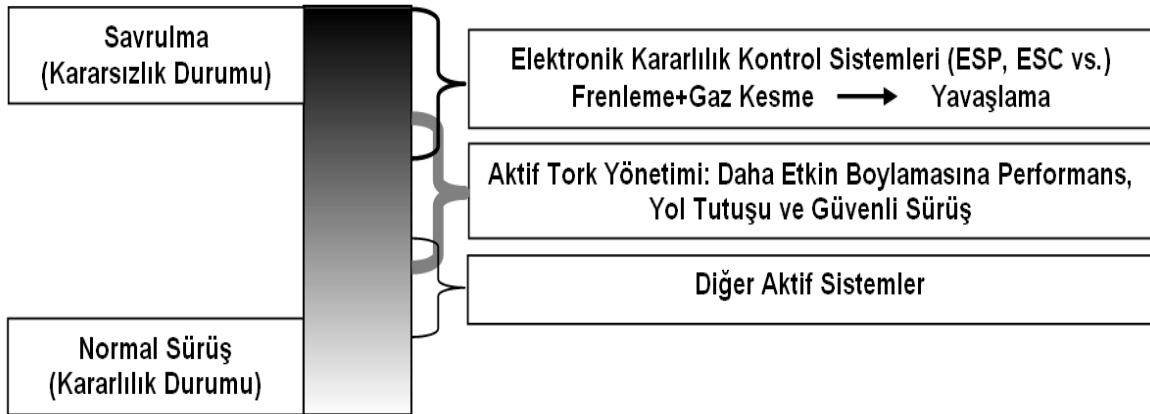 Savrulma
(Kararsızlık Durumu)
Elektronik Kararlılık Kontrol Sistemleri (ESP, ESC vs.)
Frenleme+Gaz Kesme → Yavaşlama
Aktif Tork Yönetimi: Daha Etkin Boylamasına Performans,
Yol Tutuşu ve Güvenli Sürüş
Diğer Aktif Sistemler
Normal Sürüş
(Kararlılık Durumu)